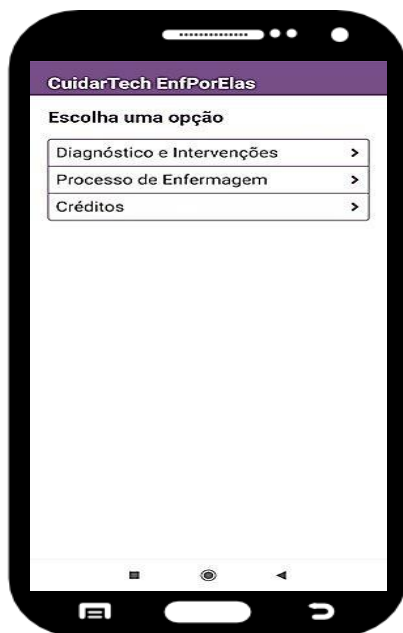 CuidarTech EnfPorElas
Escolha uma opção
Diagnóstico e Intervenções >
Processo de Enfermagem >
Créditos >